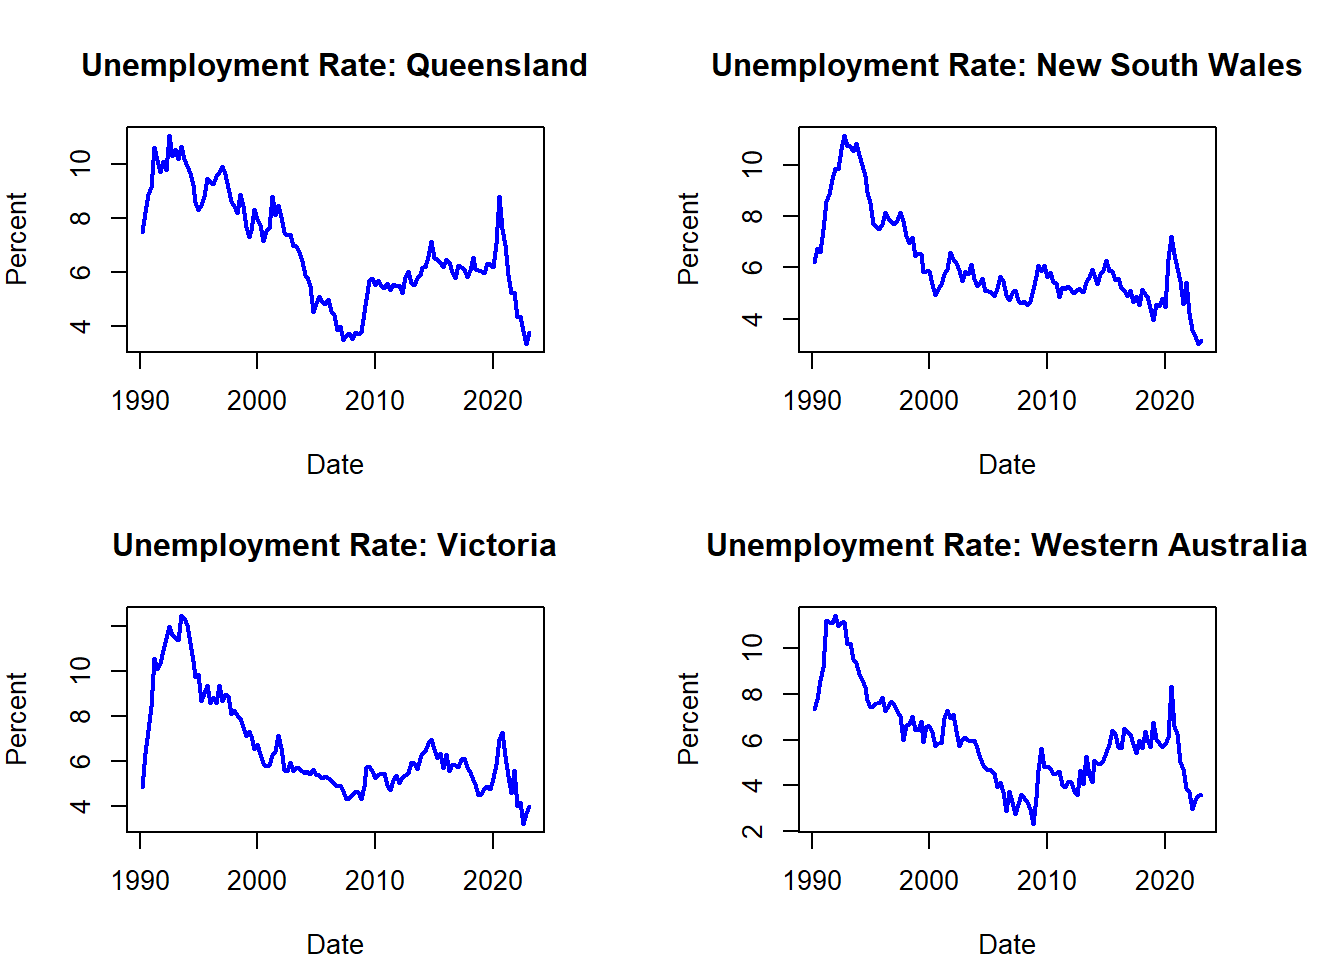 Unemployment Rate: Queensland
Percent
10
8
6
4
1990 2000 2010 2020
Date
Unemployment Rate: New South Wales
Percent
10
8
6
4
1990 2000 2010 2020
Date
Unemployment Rate: Victoria
Percent
10
8
6
4
1990 2000 2010 2020
Date
Unemployment Rate: Western Australia
Percent
10
8
6
4
2
1990 2000 2010 2020
Date